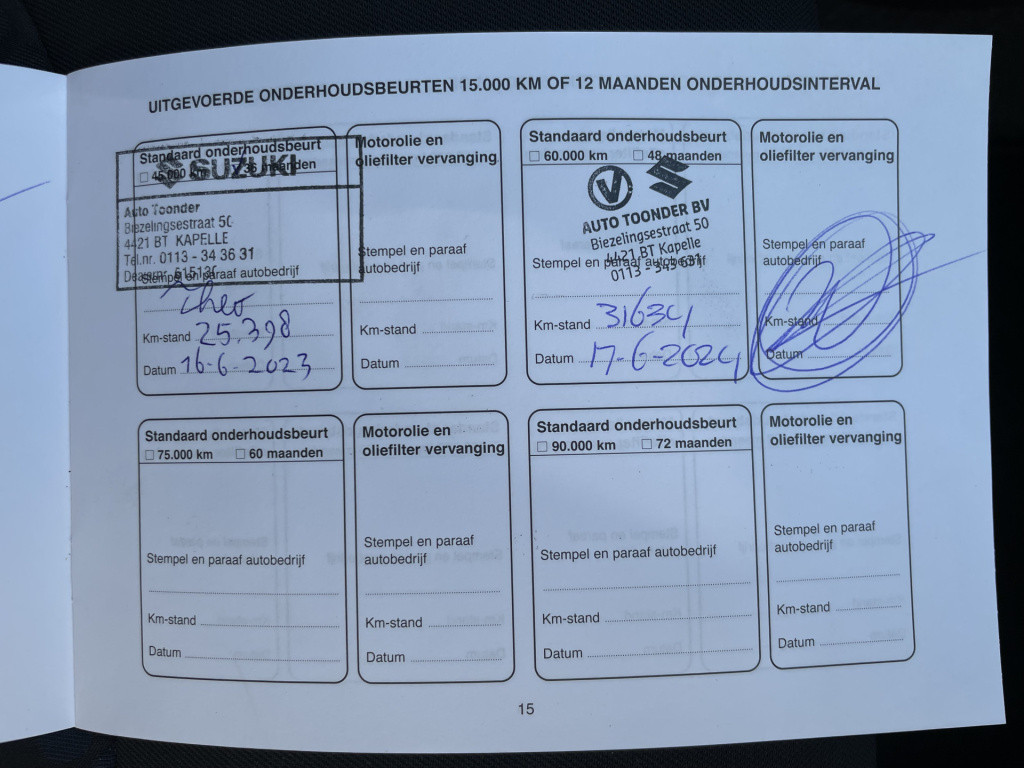 UITGEVOERDE ONDERHOUDSBEURTEN 15.000 KM OF 12 MAANDEN ONDERHOUDSINTERVAL
Standaard onderhoudsbeurt
45.000 km 36 maanden
SUZUKI
Auto Toonder
Biezelingsestraat 50
4421 BT KAPELLE
Tel.nr. 0113 - 34 36 31
Stempel en paraaf autobedrijf
Theo
Km-stand 25.398
Datum 16-6-2023
Motorolie en
oliefilter vervanging
Stempel en paraaf
autobedrijf
Km-stand
Datum
Standaard onderhoudsbeurt
60.000 km 48 maanden
AUTO TOONDER BV
Biezelingsestraat 50
4421 BT Kapelle
0113 - 343 631
Stempel en paraaf autobedrijf
Km-stand 31634
Datum 17-6-2024
Motorolie en
oliefilter vervanging
Stempel en paraaf
autobedrijf
Km-stand
Datum
Standaard onderhoudsbeurt
75.000 km 60 maanden
Stempel en paraaf autobedrijf
Km-stand
Datum
Motorolie en
oliefilter vervanging
Stempel en paraaf
autobedrijf
Km-stand
Datum
Standaard onderhoudsbeurt
90.000 km 72 maanden
Stempel en paraaf autobedrijf
Km-stand
Datum
Motorolie en
oliefilter vervanging
Stempel en paraaf
autobedrijf
Km-stand
Datum
15